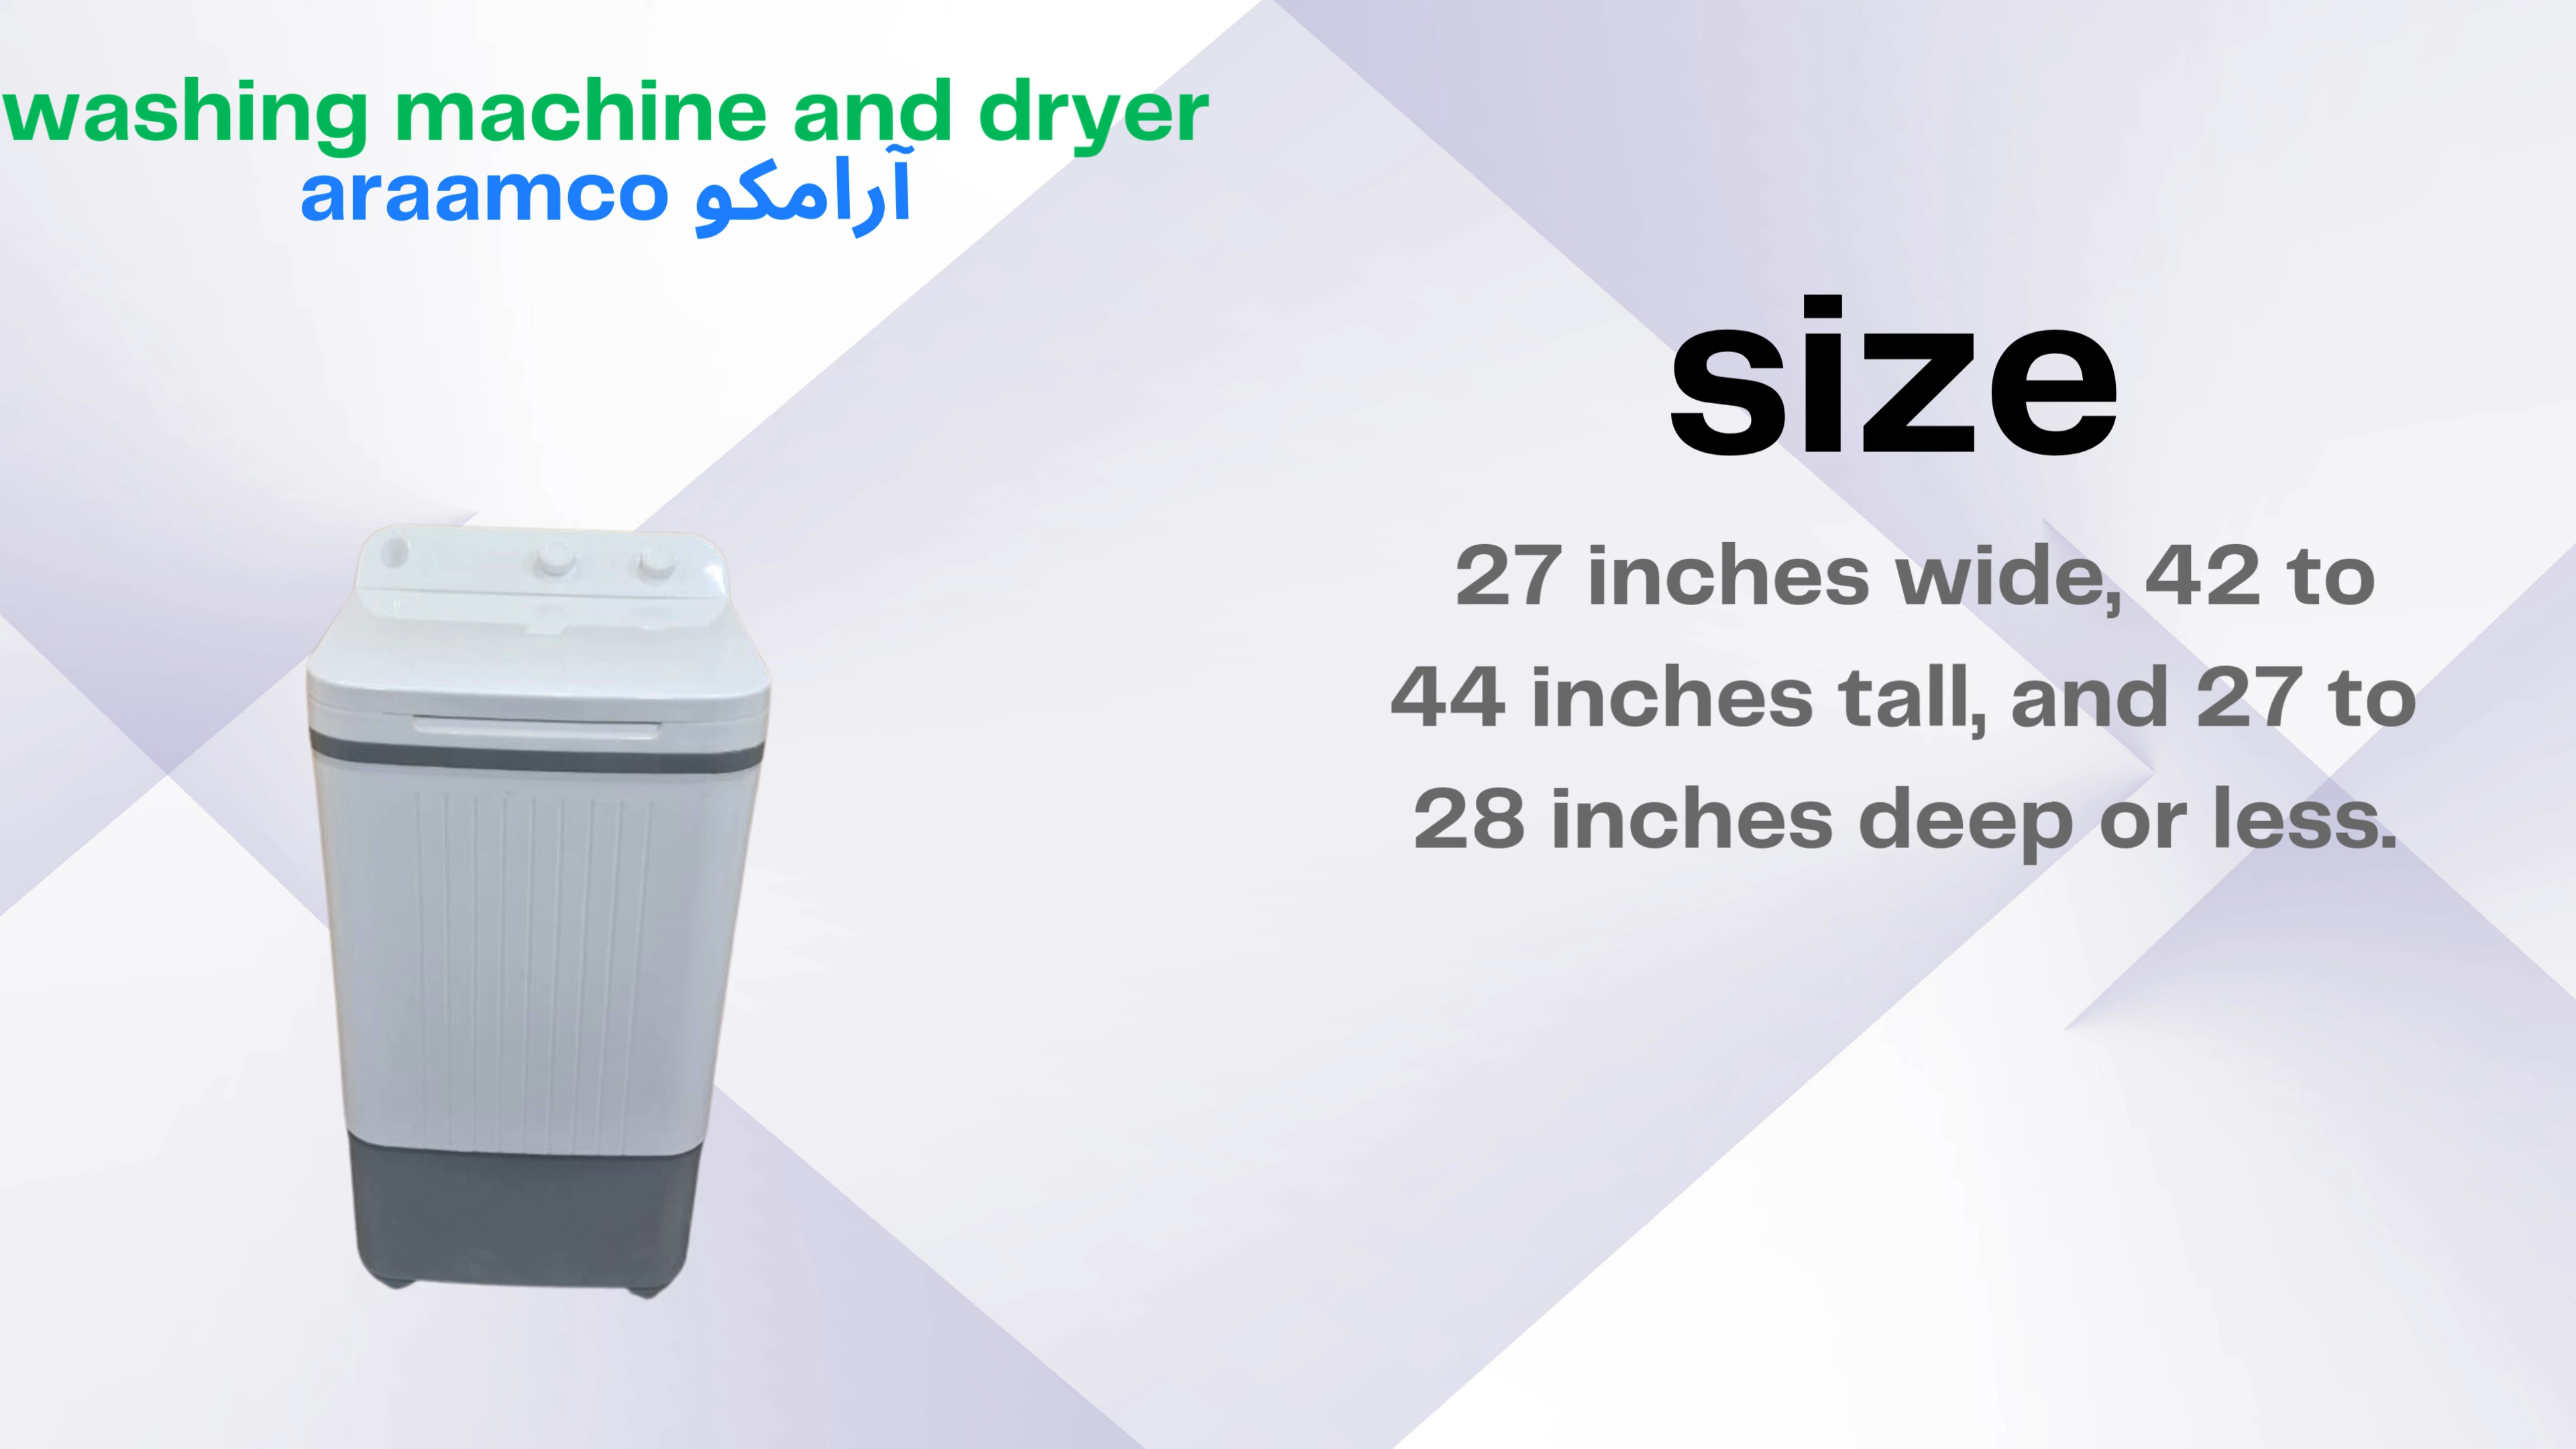 washing machine and dryer
araamco آرامکو
size
27 inches wide, 42 to
44 inches tall, and 27 to
28 inches deep or less.